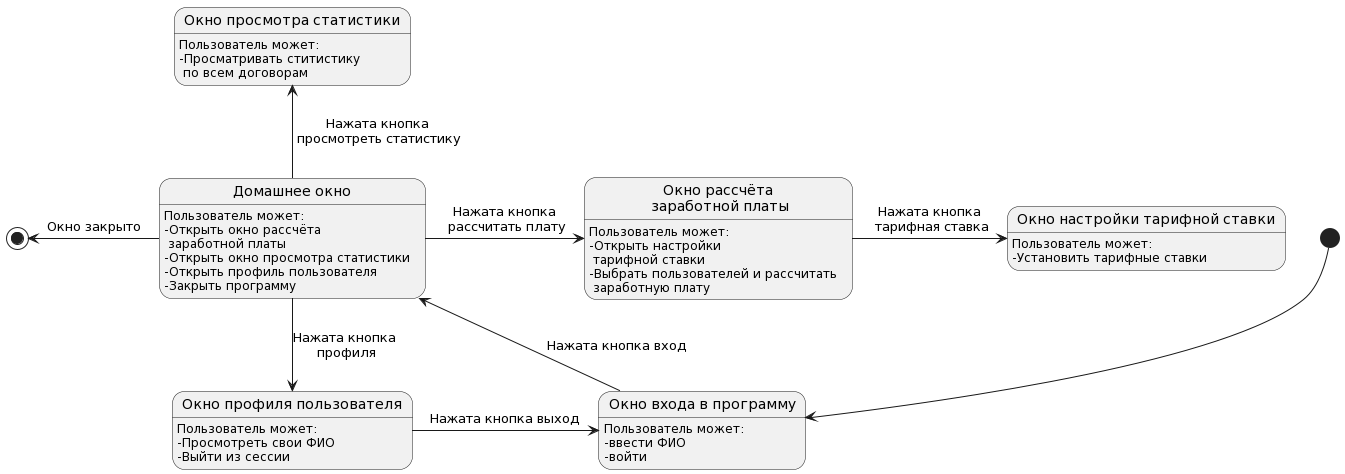 Окно просмотра статистики
Пользователь может:
-Просматривать ститистику
по всем договорам
Нажата кнопка
просмотреть статистику
Окно закрыто
Домашнее окно
Пользователь может:
-Открыть окно рассчёта
заработной платы
-Открыть окно просмотра статистики
-Открыть профиль пользователя
-Закрыть программу
Нажата кнопка
рассчитать плату
Окно рассчёта
заработной платы
Пользователь может:
-Открыть настройки
тарифной ставки
-Выбрать пользователей и рассчитать
заработную плату
Нажата кнопка
тарифная ставка
Окно настройки тарифной ставки
Пользователь может:
-Установить тарифные ставки
Нажата кнопка
профиля
Нажата кнопка вход
Окно профиля пользователя
Пользователь может:
-Просмотреть свои ФИО
-Выйти из сессии
Нажата кнопка выход
Окно входа в программу
Пользователь может:
-ввести ФИО
-войти